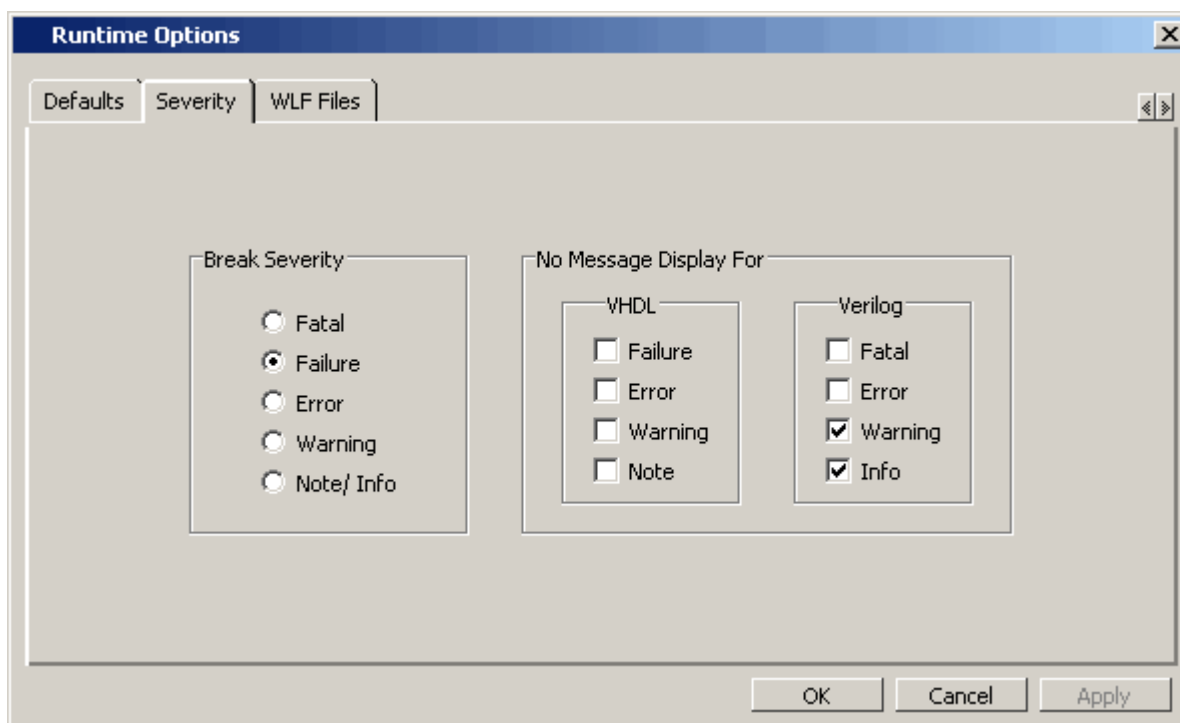 Runtime Options
Defaults Severity WLF Files
Break Severity
Fatal
Failure
Error
Warning
Note/ Info
No Message Display For
VHDL
Failure
Error
Warning
Note
Verilog
Fatal
Error
Warning
Info
OK Cancel Apply